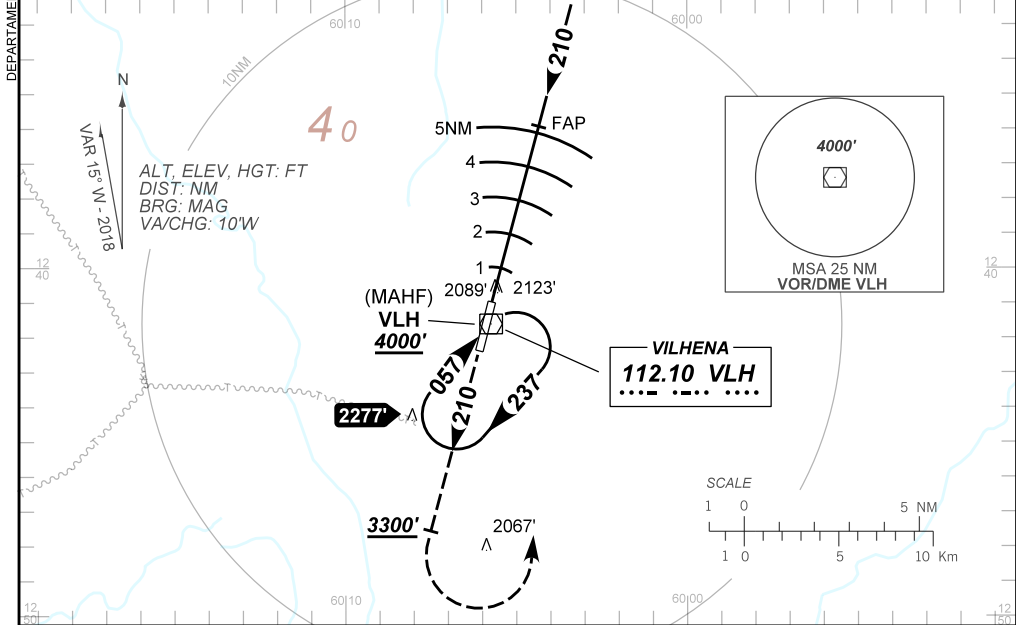 DEPARTAME
60 10
60 00
10NM
210
N
VAR 15° W - 2018
4 0
5NM
FAP
4
3
2
1
ALT, ELEV, HGT: FT
DIST: NM
BRG: MAG
VA/CHG: 10'W
4000'
MSA 25 NM
VOR/DME VLH
12
40
12
40
2089'
2123'
(MAHF)
VLH
4000'
VILHENA
112.10 VLH
057
210
237
2277'
3300'
2067'
SCALE
1 0 5 NM
1 0 5 10 Km
12
50
60 10
60 00
12
50